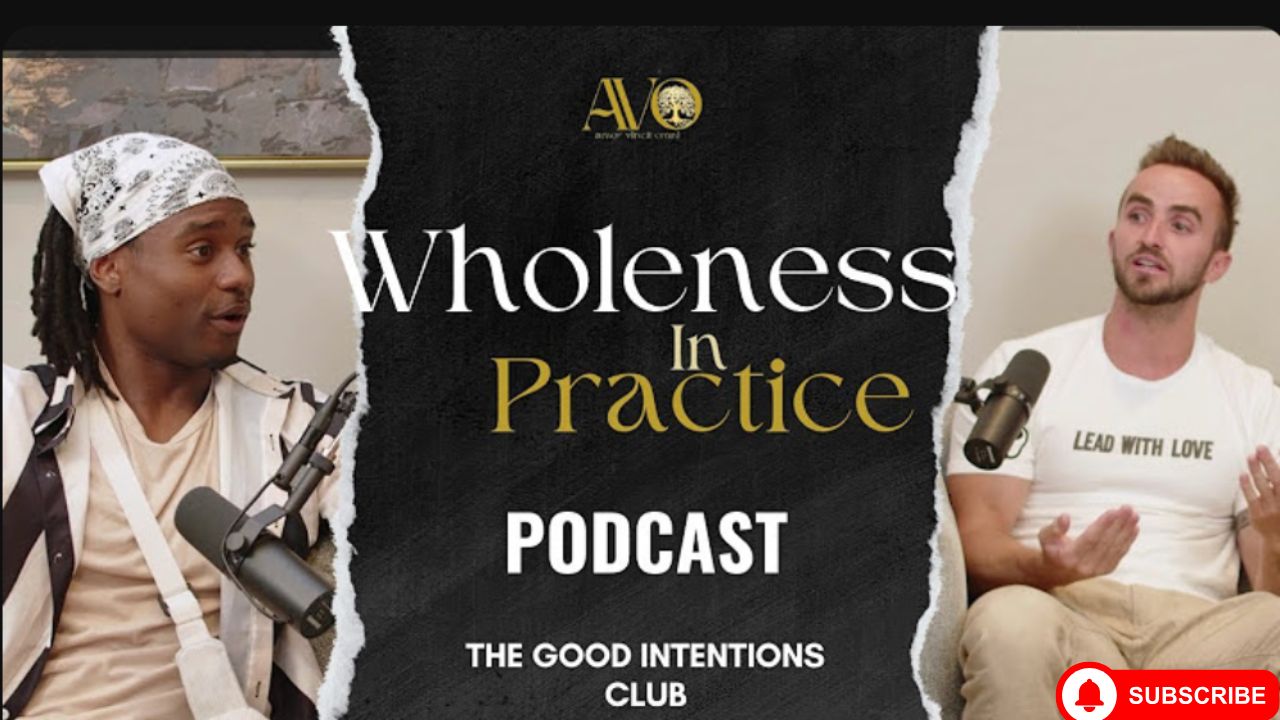 AVO
amor vincit omnia
Wholeness
In
Practice
PODCAST
THE GOOD INTENTIONS
CLUB
LEAD WITH LOVE
SUBSCRIBE